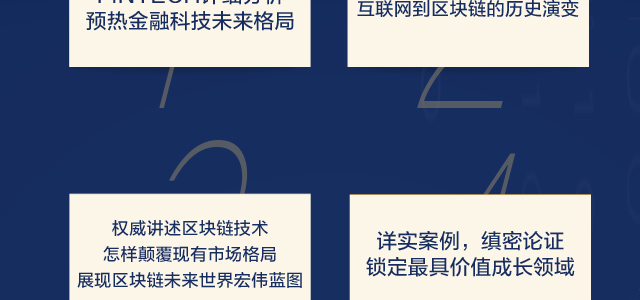 FINTECH详细分析
预热金融科技未来格局
互联网到区块链的历史演变
1
2
3
4
权威讲述区块链技术
怎样颠覆现有市场格局
展现区块链未来世界宏伟蓝图
详实案例，缜密论证
锁定最具价值成长领域